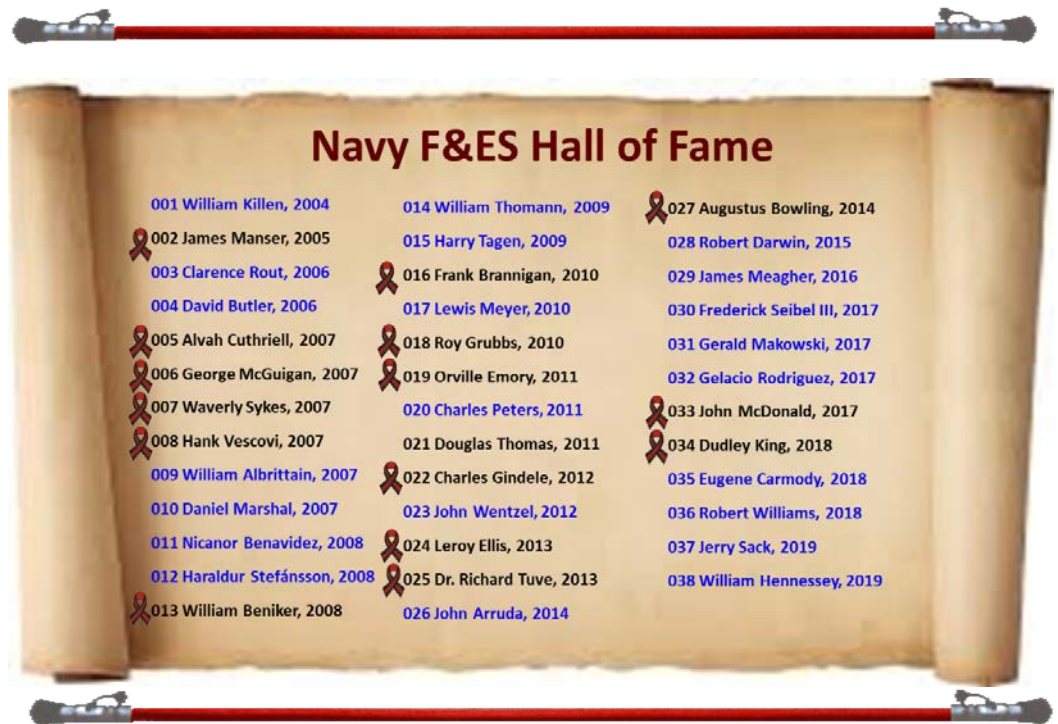 Navy F&ES Hall of Fame
001 William Killen, 2004
002 James Manser, 2005
003 Clarence Rout, 2006
004 David Butler, 2006
005 Alvah Cuthriell, 2007
006 George McGuigan, 2007
007 Waverly Sykes, 2007
008 Hank Vescovi, 2007
009 William Albrittain, 2007
010 Daniel Marshal, 2007
011 Nicanor Benavidez, 2008
012 Haraldur Stefánsson, 2008
013 William Beniker, 2008
014 William Thomann, 2009
015 Harry Tagen, 2009
016 Frank Brannigan, 2010
017 Lewis Meyer, 2010
018 Roy Grubbs, 2010
019 Orville Emory, 2011
020 Charles Peters, 2011
021 Douglas Thomas, 2011
022 Charles Gindele, 2012
023 John Wentzel, 2012
024 Leroy Ellis, 2013
025 Dr. Richard Tuve, 2013
026 John Arruda, 2014
027 Augustus Bowling, 2014
028 Robert Darwin, 2015
029 James Meagher, 2016
030 Frederick Seibel III, 2017
031 Gerald Makowski, 2017
032 Gelacio Rodriguez, 2017
033 John McDonald, 2017
034 Dudley King, 2018
035 Eugene Carmody, 2018
036 Robert Williams, 2018
037 Jerry Sack, 2019
038 William Hennessey, 2019